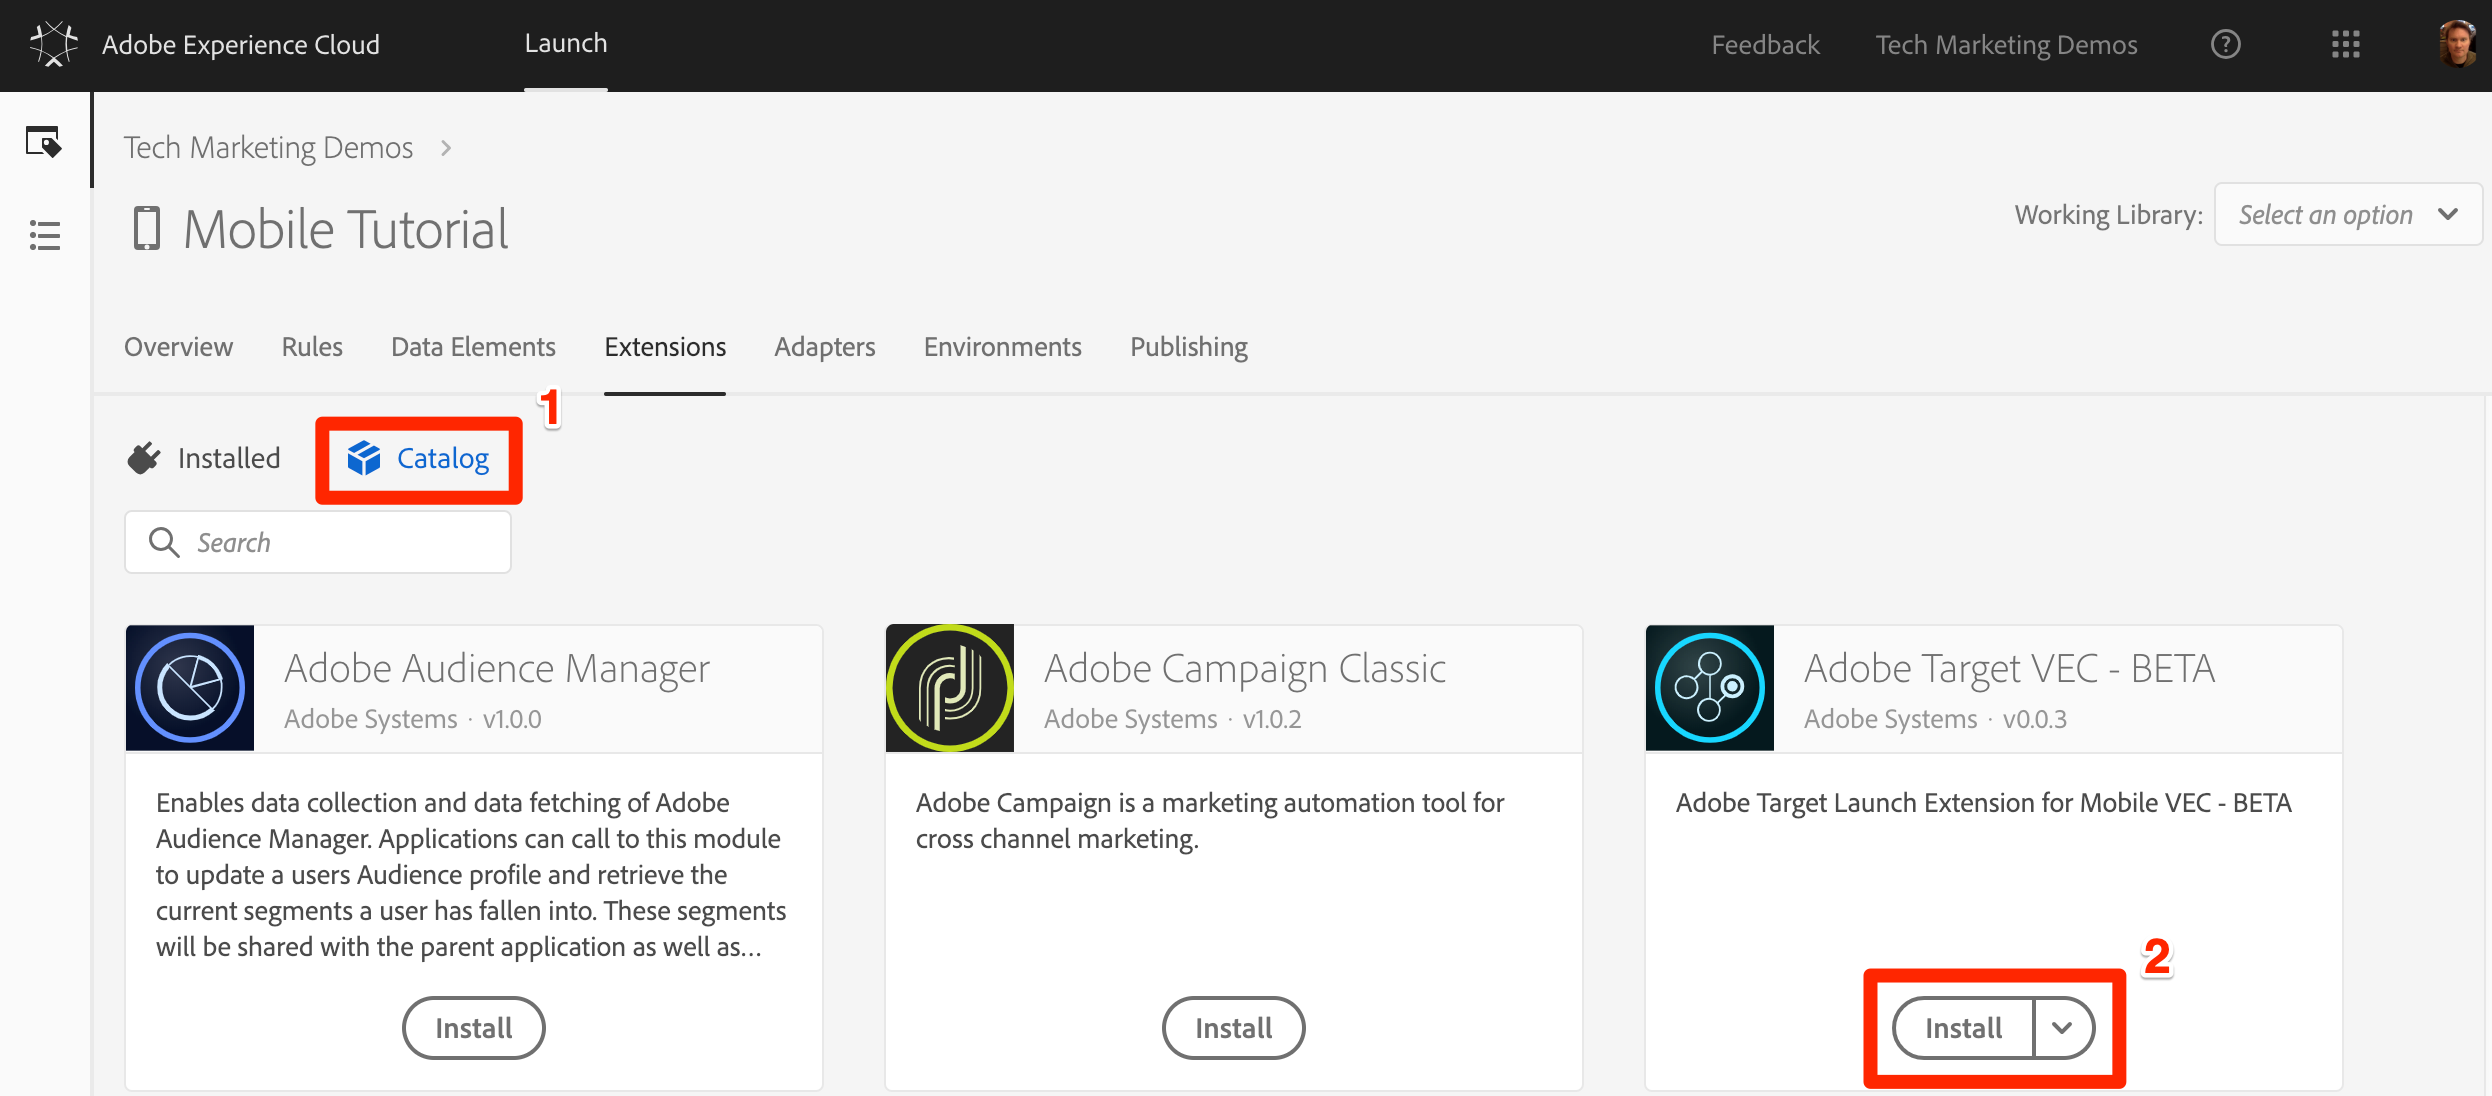 Adobe Experience Cloud
Launch
Feedback
Tech Marketing Demos
?
Tech Marketing Demos >
Mobile Tutorial
Working Library:
Select an option
Overview
Rules
Data Elements
Extensions
Adapters
Environments
Publishing
1
Installed
Catalog
Search
Adobe Audience Manager
Adobe Systems · v1.0.0
Enables data collection and data fetching of Adobe
Audience Manager. Applications can call to this module
to update a users Audience profile and retrieve the
current segments a user has fallen into. These segments
will be shared with the parent application as well as...
Install
Adobe Campaign Classic
Adobe Systems · v1.0.2
Adobe Campaign is a marketing automation tool for
cross channel marketing.
Install
Adobe Target VEC - BETA
Adobe Systems · v0.0.3
Adobe Target Launch Extension for Mobile VEC - BETA
2
Install